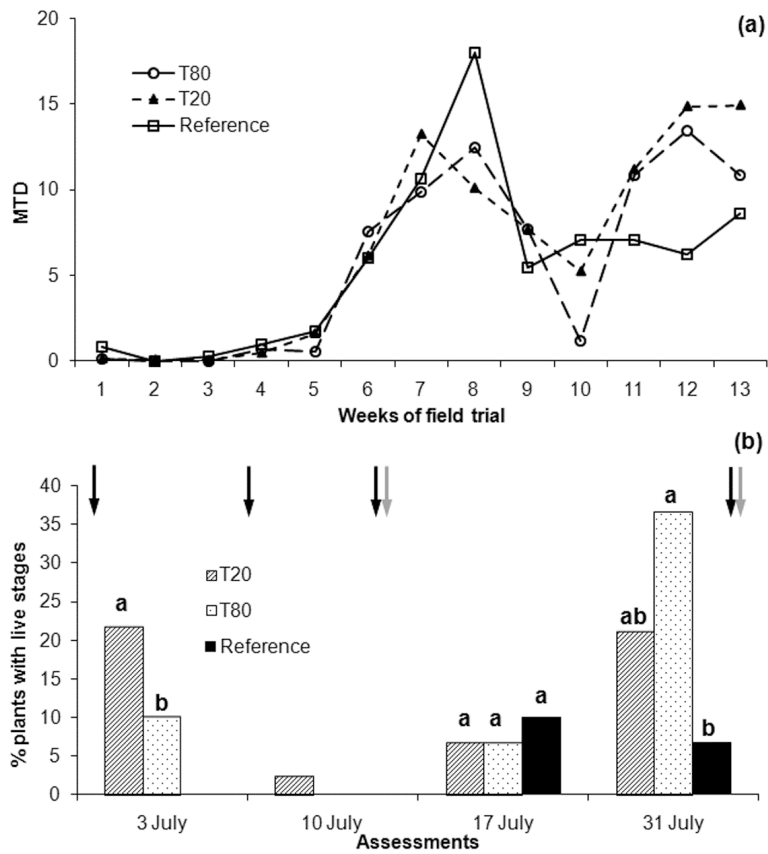 (a)
20
15
10
5
0
MTD
T80
T20
Reference
1 2 3 4 5 6 7 8 9 10 11 12 13
Weeks of field trial
(b)
40
35
30
25
20
15
10
5
0
% plants with live stages
T20
T80
Reference
a
b
a a a
ab a b
3 July 10 July 17 July 31 July
Assessments